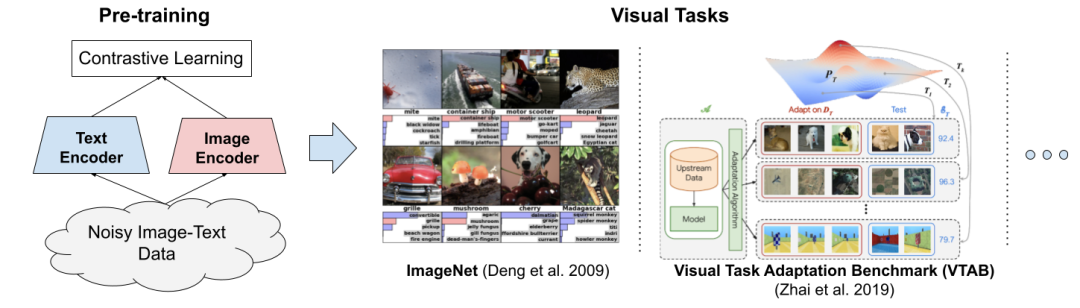 Pre-training
Visual Tasks
Contrastive Learning
Text
Encoder
Image
Encoder
Noisy Image-Text
Data
mite
container ship
motor scooter
leopard
mite
black widow
cockroach
tick
starfish
container ship
lifeboat
amphibian
fireboat
drilling platform
motor scooter
go-kart
moped
bumper car
golfcart
leopard
jaguar
cheetah
snow leopard
Egyptian cat
grille
mushroom
cherry
Madagascar cat
convertible
grille
pickup
beach wagon
fire engine
agaric
mushroom
jelly fungus
gill fungus
dead-man's-fingers
dalmatian
grape
elderberry
ffordshire bullterrier
currant
squirrel monkey
spider monkey
titi
indri
howler monkey
ImageNet (Deng et al. 2009)
P_T
T_1
T_2
Adapt on D_T
Test
Upstream
Data
Model
Adaptation Algorithm
92.4
96.3
79.7
Visual Task Adaptation Benchmark (VTAB)
(Zhai et al. 2019)